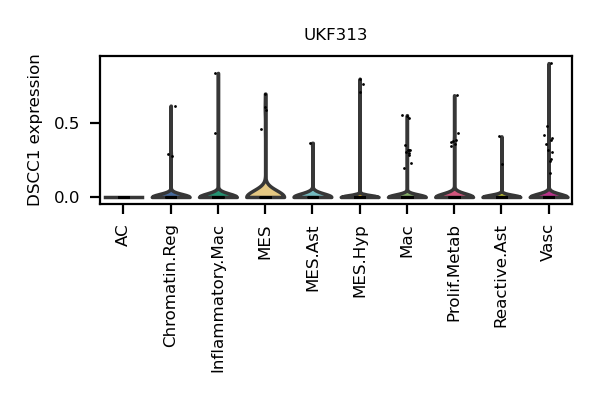 UKF313
DSCC1 expression
0.5
0.0
AC
Chromatin.Reg
Inflammatory.Mac
MES
MES.Ast
MES.Hyp
Mac
Prolif.Metab
Reactive.Ast
Vasc